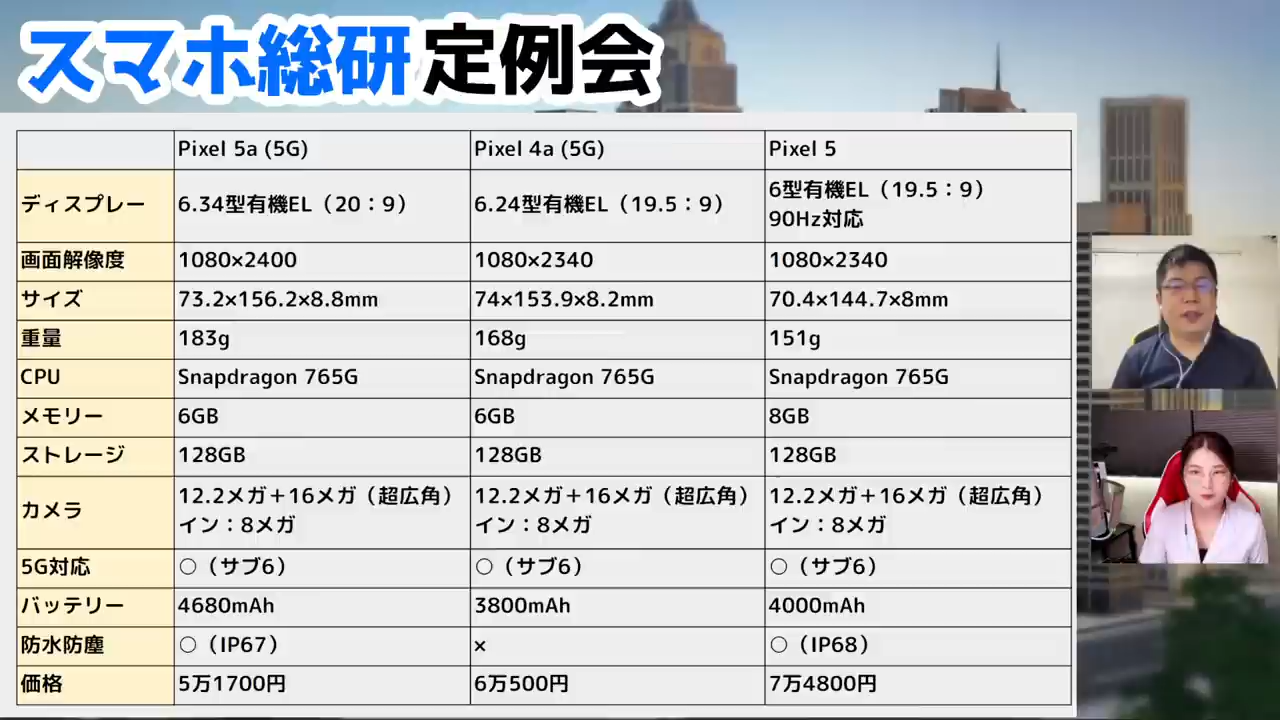 スマホ総研定例会
Pixel 5a (5G) Pixel 4a (5G) Pixel 5
ディスプレー 6.34型有機EL（20：9） 6.24型有機EL（19.5：9） 6型有機EL（19.5：9）
90Hz対応
画面解像度 1080×2400 1080×2340 1080×2340
サイズ 73.2×156.2×8.8mm 74×153.9×8.2mm 70.4×144.7×8mm
重量 183g 168g 151g
CPU Snapdragon 765G Snapdragon 765G Snapdragon 765G
メモリー 6GB 6GB 8GB
ストレージ 128GB 128GB 128GB
カメラ 12.2メガ＋16メガ（超広角） 12.2メガ＋16メガ（超広角） 12.2メガ＋16メガ（超広角）
イン：8メガ イン：8メガ イン：8メガ
5G対応 ○（サブ6） ○（サブ6） ○（サブ6）
バッテリー 4680mAh 3800mAh 4000mAh
防水防塵 ○（IP67） × ○（IP68）
価格 5万1700円 6万500円 7万4800円